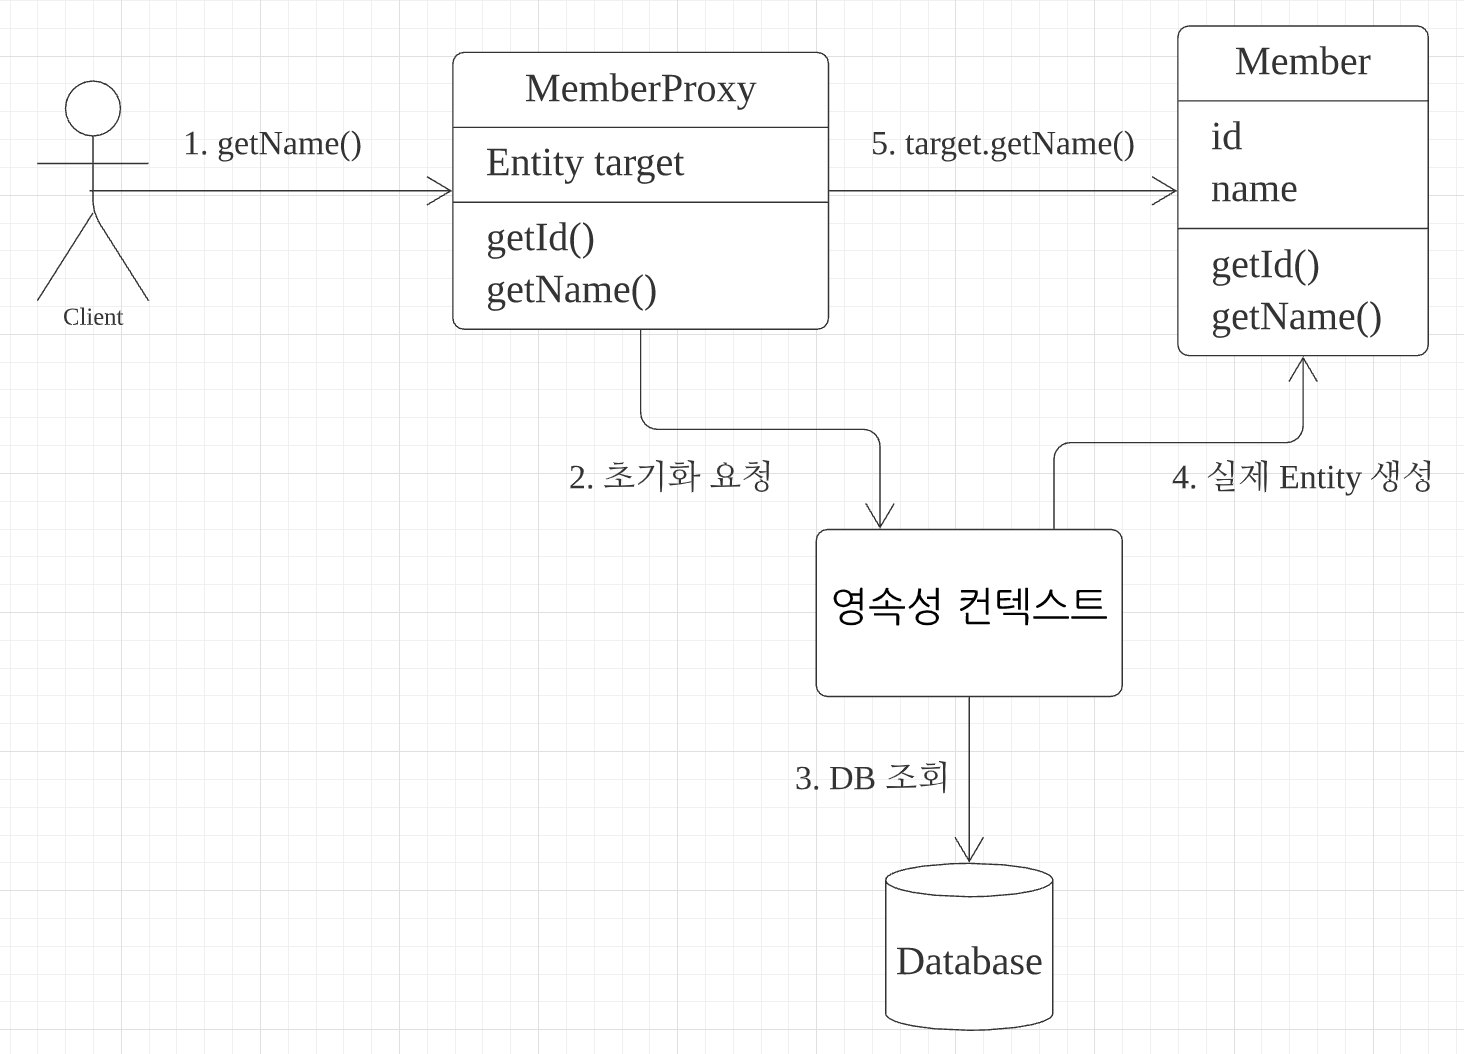 Client
1. getName()
MemberProxy
Entity target
getId()
getName()
5. target.getName()
Member
id
name
getId()
getName()
2. 초기화 요청
4. 실제 Entity 생성
영속성 컨텍스트
3. DB 조회
Database